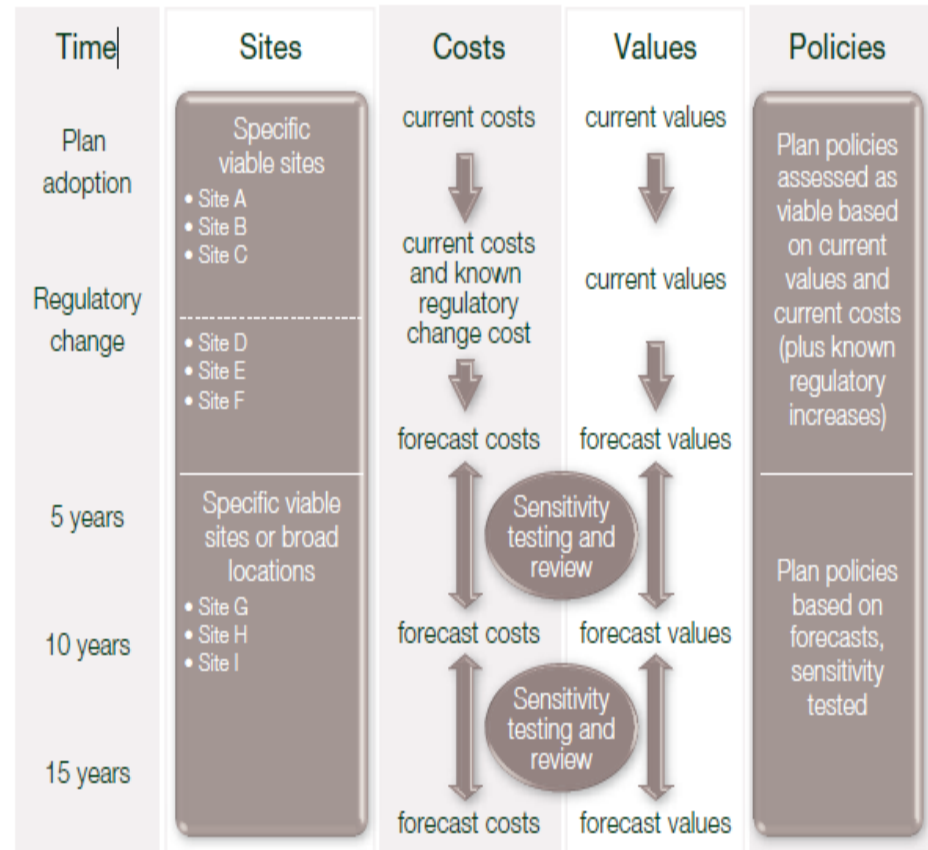 Time
Sites
Costs
Values
Policies
Plan
adoption
Regulatory
change
5 years
10 years
15 years
Specific
viable sites
• Site A
• Site B
• Site C
• Site D
• Site E
• Site F
Specific viable
sites or broad
locations
• Site G
• Site H
• Site I
current costs
current costs
and known
regulatory
change cost
forecast costs
forecast costs
forecast costs
current values
current values
forecast values
forecast values
forecast values
Sensitivity
testing and
review
Sensitivity
testing and
review
Plan policies
assessed as
viable based
on current
values and
current costs
(plus known
regulatory
increases)
Plan policies
based on
forecasts,
sensitivity
tested